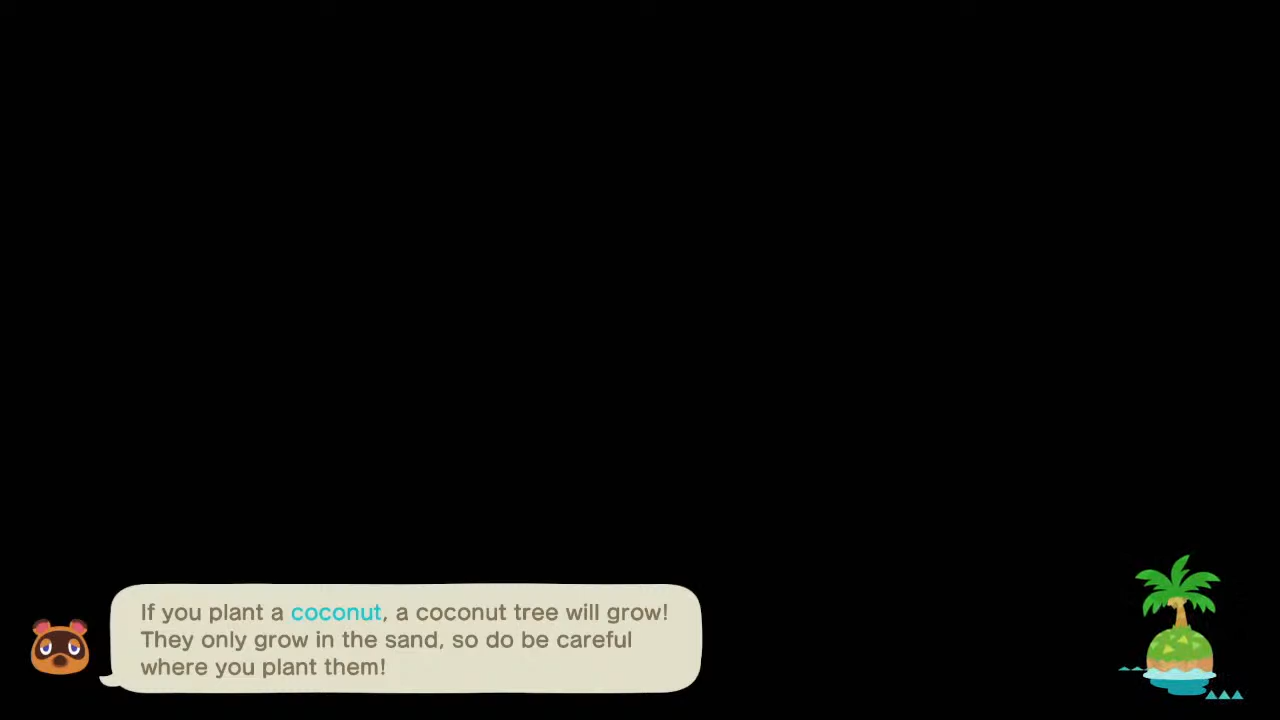 If you plant a coconut, a coconut tree will grow!
They only grow in the sand, so do be careful
where you plant them!